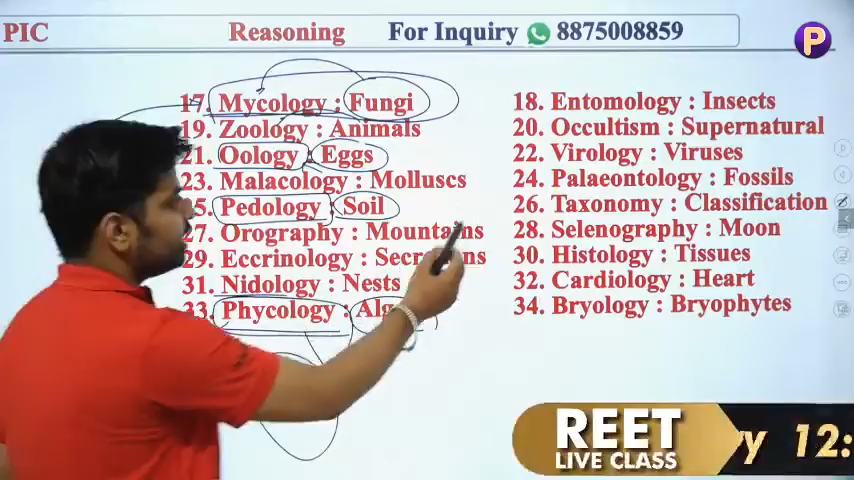 PIC Reasoning For Inquiry 8875008859
P
17. Mycology : Fungi
19. Zoology : Animals
21. Oology : Eggs
23. Malacology : Molluscs
25. Pedology : Soil
27. Orography : Mountains
29. Eccrinology :
31. Nidology : Nests
33. Phycology :
18. Entomology : Insects
20. Occultism : Supernatural
22. Virology : Viruses
24. Palaeontology : Fossils
26. Taxonomy : Classification
28. Selenography : Moon
30. Histology : Tissues
32. Cardiology : Heart
34. Bryology : Bryophytes
REET
LIVE CLASS
12: